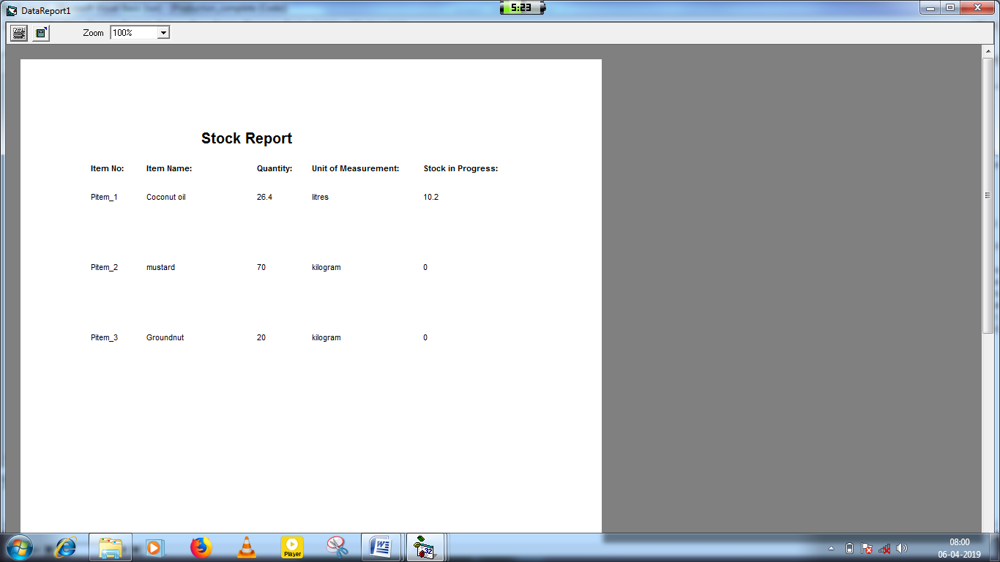 DataReport1
5:23
Zoom 100%
Stock Report
Item No: Item Name: Quantity: Unit of Measurement: Stock in Progress:
Pitem_1 Coconut oil 26.4 litres 10.2
Pitem_2 mustard 70 kilogram 0
Pitem_3 Groundnut 20 kilogram 0
Player
32
08:00
06-04-2019